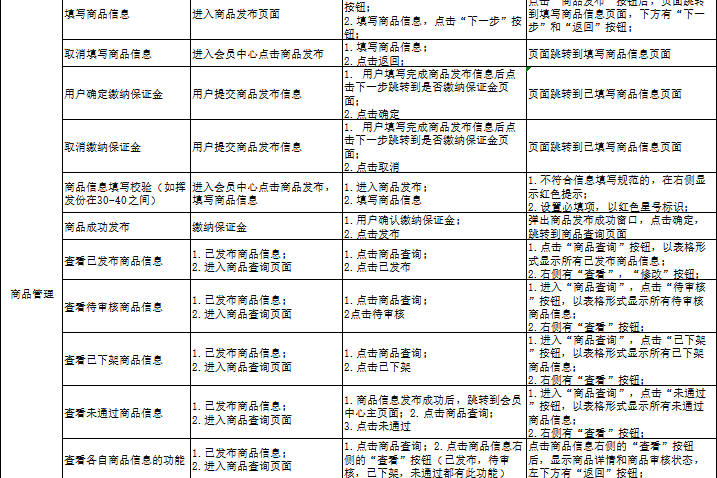 商品管理
填写商品信息
进入商品发布页面
按钮；
2.填写商品信息，点击“下一步”按
钮；
点击“商品发布”按钮后，页面跳转
到填写商品信息页面，下方有“下一
步”和“返回”按钮；
取消填写商品信息
进入会员中心点击商品发布
1.填写商品信息；
2.点击返回；
页面跳转到填写商品信息页面
用户确定缴纳保证金
用户提交商品发布信息
1. 用户填写完成商品发布信息后点
击下一步跳转到是否缴纳保证金页
面；
2.点击确定
页面跳转到已填写商品信息页面
取消缴纳保证金
用户提交商品发布信息
1. 用户填写完成商品发布信息后点
击下一步跳转到是否缴纳保证金页
面；
2.点击取消
页面跳转到已填写商品信息页面
商品信息填写校验（如挥
发份在30-40之间）
进入会员中心点击商品发布，
填写商品信息
1.进入商品发布；
2.填写商品信息
1.不符合信息填写规范的，在右侧显
示红色提示；
2.设置必填项，以红色星号标识；
商品成功发布
缴纳保证金
1.用户确认缴纳保证金；
2.点击发布
弹出商品发布成功窗口，点击确定，
跳转到商品查询页面
查看已发布商品信息
1.已发布商品信息；
2.进入商品查询页面
1.点击商品查询；
2.点击已发布
1.点击“商品查询”按钮，以表格形
式显示所有已发布商品信息；
2.右侧有“查看”，“修改”按钮；
查看待审核商品信息
1.已发布商品信息；
2.进入商品查询页面
1.点击商品查询；
2点击待审核
1.进入“商品查询”，点击“待审核
”按钮，以表格形式显示所有待审核
商品信息；
2.右侧有“查看”按钮；
查看已下架商品信息
1.已发布商品信息；
2.进入商品查询页面
1.点击商品查询；
2.点击已下架
1.进入“商品查询”，点击“已下架
”按钮，以表格形式显示所有已下架
商品信息；
2.右侧有“查看”按钮；
查看未通过商品信息
1.已发布商品信息；
2.进入商品查询页面
1.商品信息发布成功后，跳转到会员
中心主页面；2.点击商品查询；
3.点击未通过
1.进入“商品查询”，点击“未通过
”按钮，以表格形式显示所有未通过
商品信息；
2.右侧有“查看”按钮；
查看各自商品信息的功能
1.已发布商品信息；
2.进入商品查询页面
1.点击商品查询；2.点击商品信息右
侧的“查看”按钮（已发布，待审
核，已下架，未通过都有此功能）
点击商品信息右侧的“查看”按钮
后，显示商品详情和商品审核状态，
左下方有“返回”按钮；